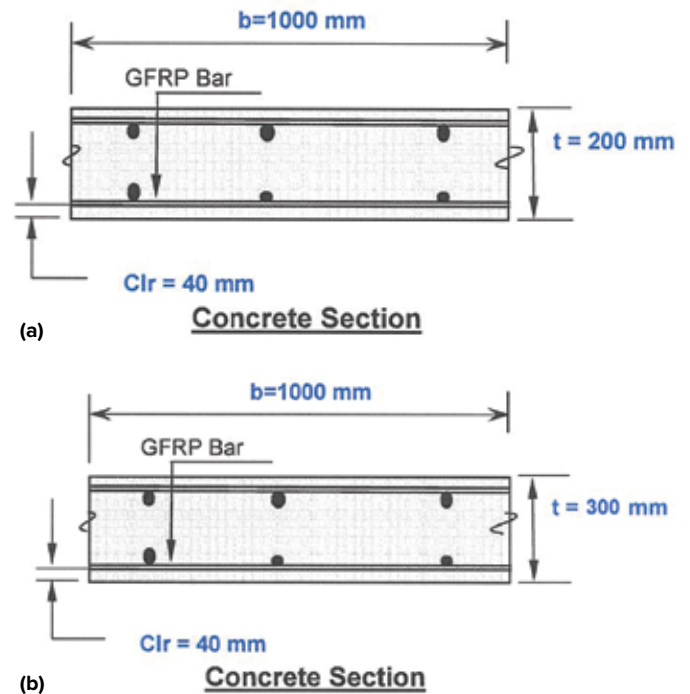 b=1000 mm
GFRP Bar
t = 200 mm
Clr = 40 mm
Concrete Section
(a)
b=1000 mm
GFRP Bar
t = 300 mm
Clr = 40 mm
Concrete Section
(b)